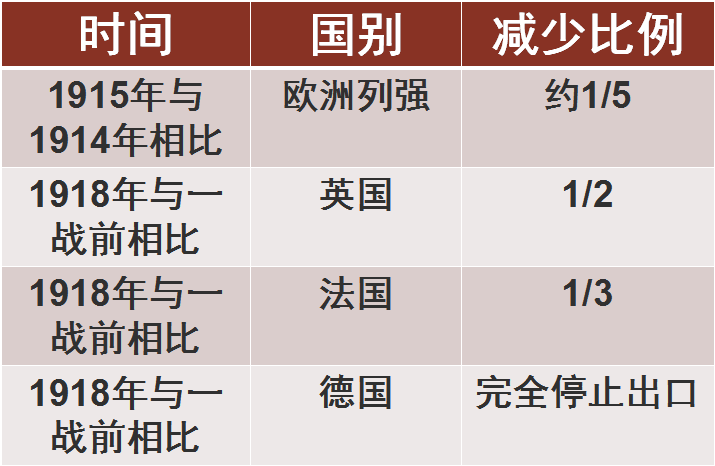 时间 国别 减少比例
1915年与 欧洲列强 约1/5
1914年相比
1918年与一 英国 1/2
战前相比
1918年与一 法国 1/3
战前相比
1918年与一 德国 完全停止出口
战前相比